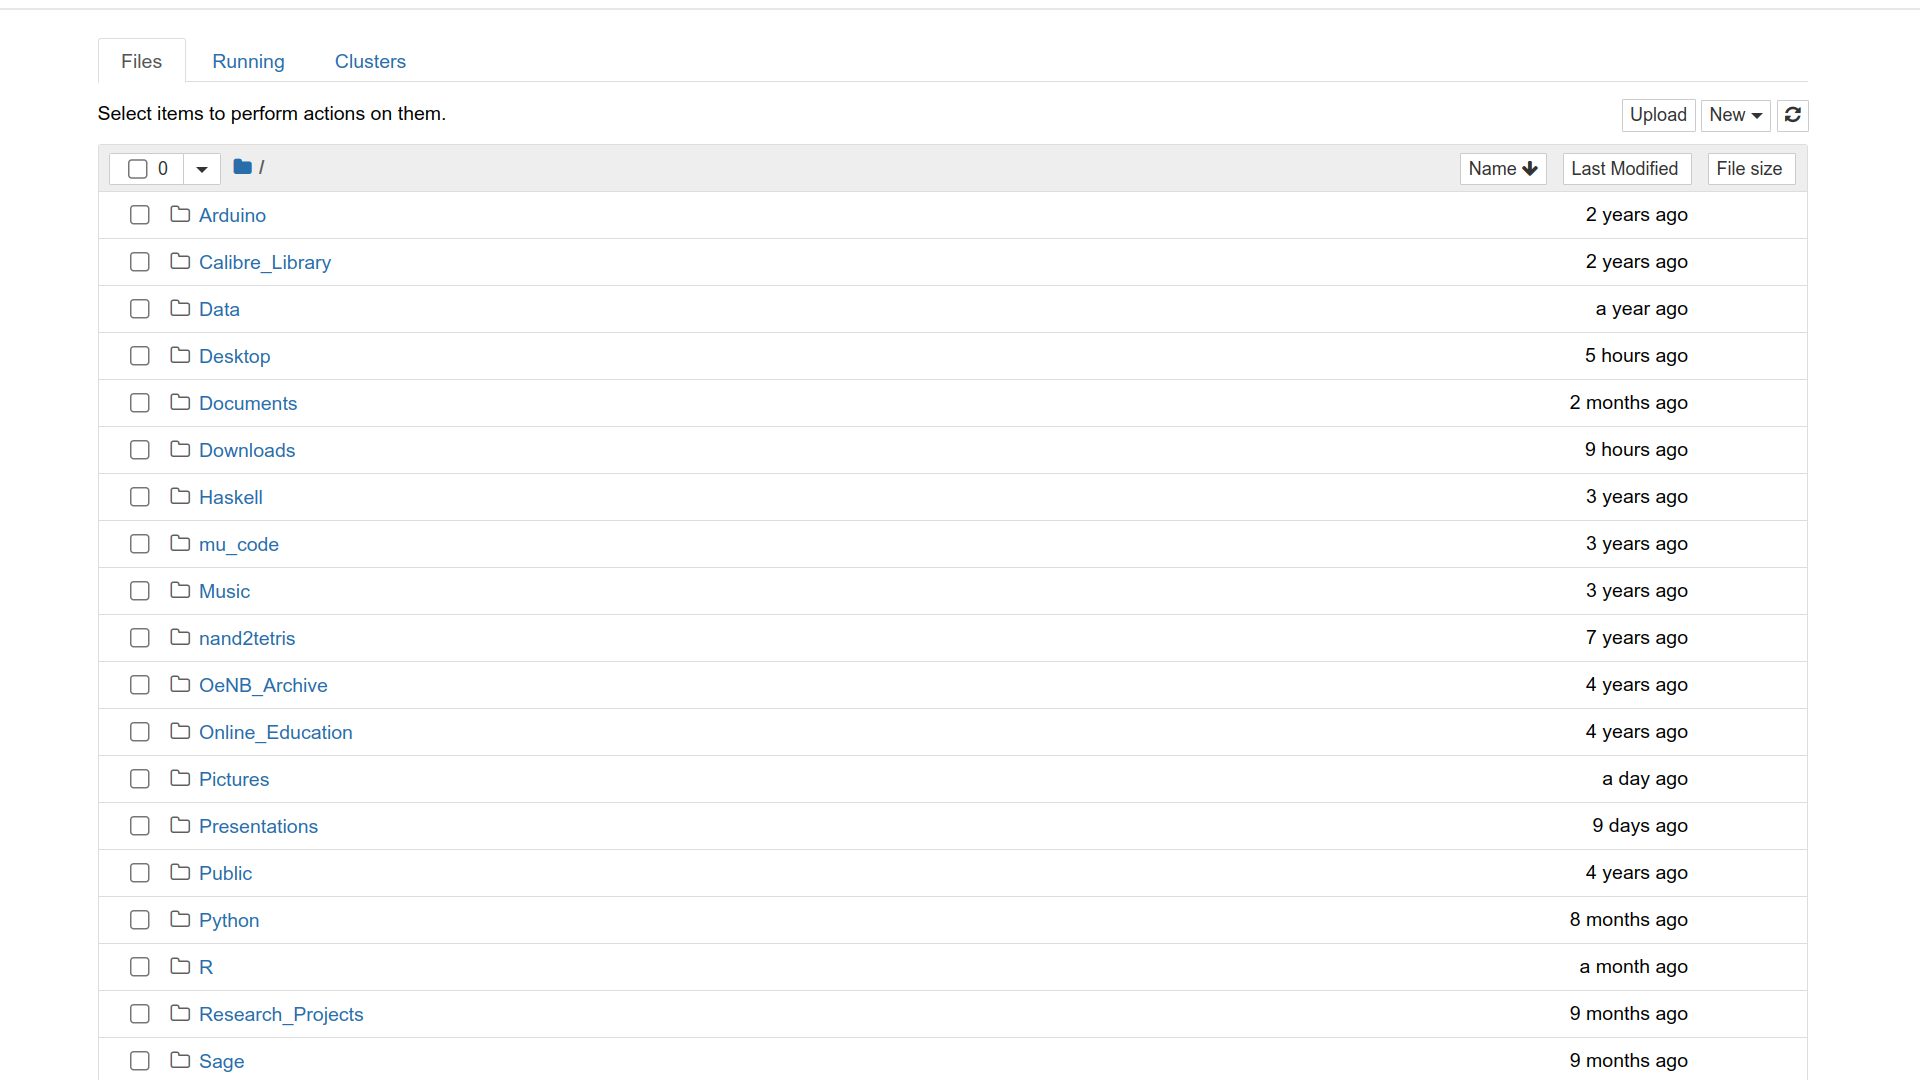 Files Running Clusters
Select items to perform actions on them.
Upload New
0 / Name Last Modified File size
Arduino 2 years ago
Calibre_Library 2 years ago
Data a year ago
Desktop 5 hours ago
Documents 2 months ago
Downloads 9 hours ago
Haskell 3 years ago
mu_code 3 years ago
Music 3 years ago
nand2tetris 7 years ago
OeNB_Archive 4 years ago
Online_Education 4 years ago
Pictures a day ago
Presentations 9 days ago
Public 4 years ago
Python 8 months ago
R a month ago
Research_Projects 9 months ago
Sage 9 months ago